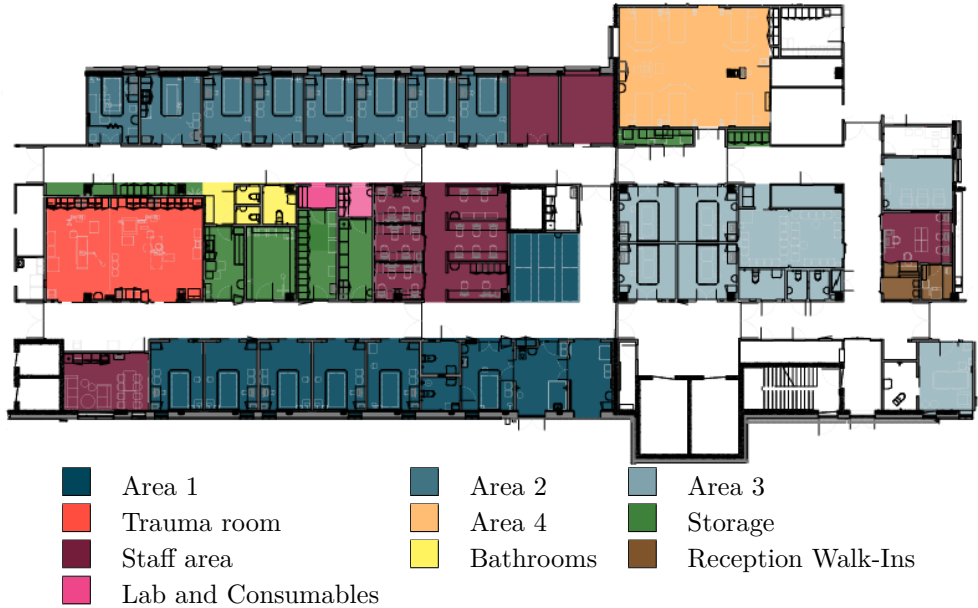 Area 1 Area 2 Area 3
Trauma room Area 4 Storage
Staff area Bathrooms Reception Walk-Ins
Lab and Consumables